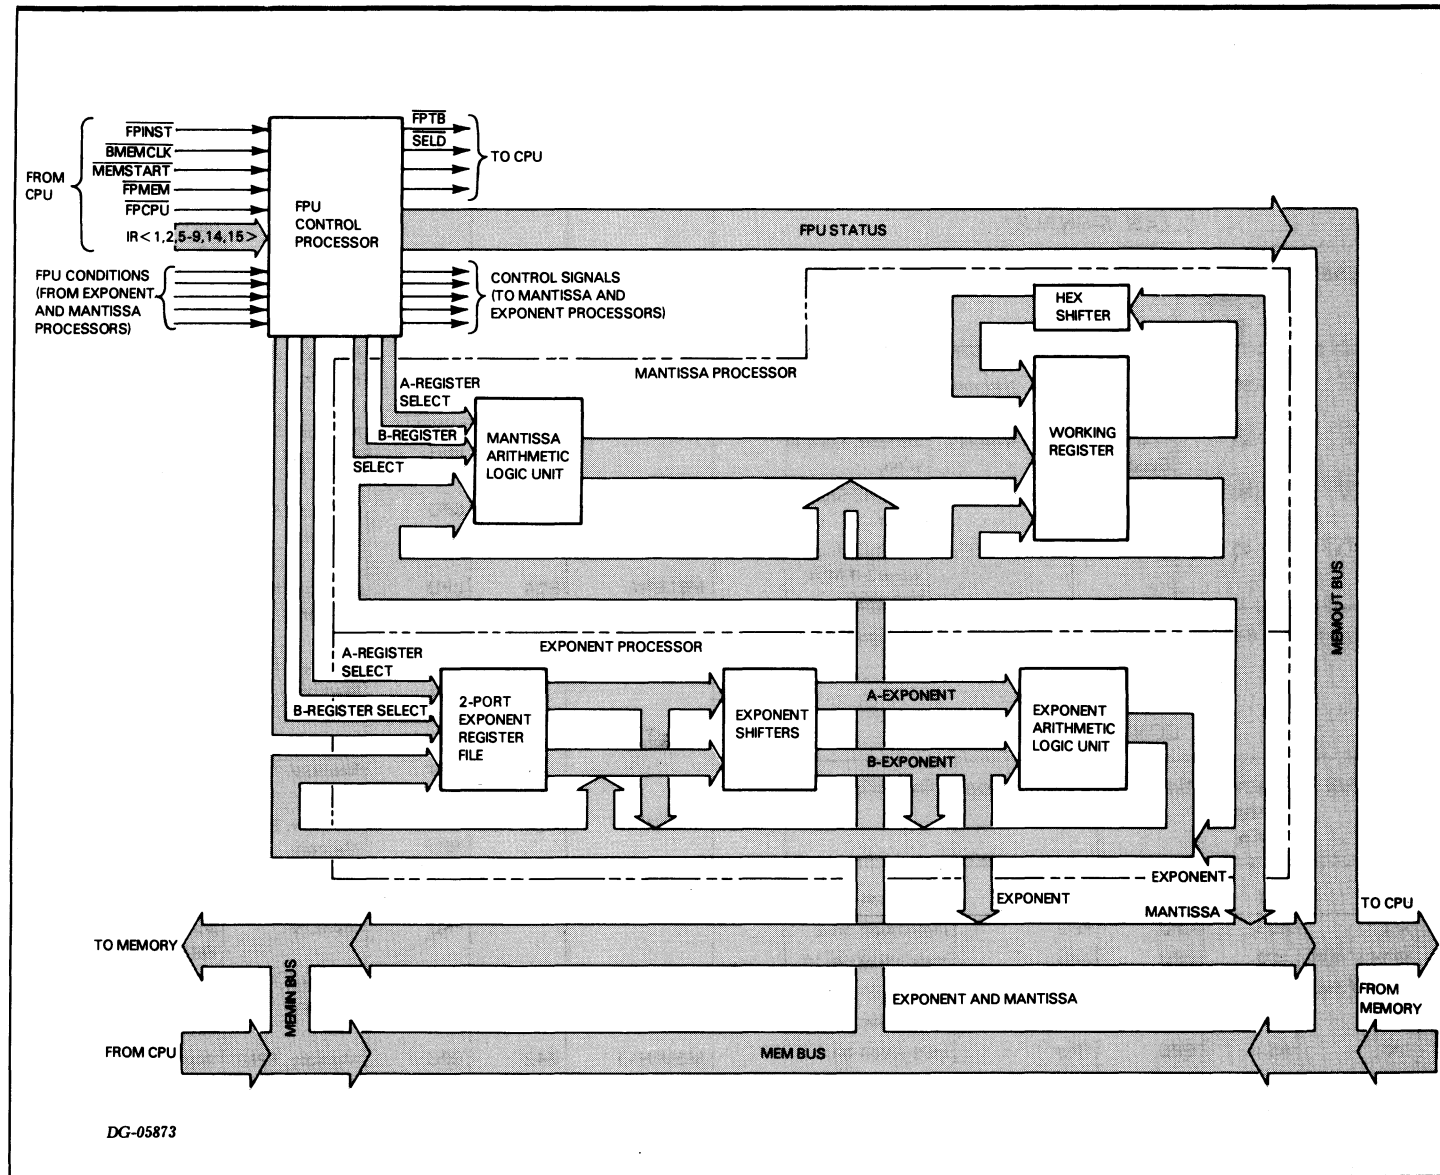 FROM
CPU
FPINST
BMEMCLK
MEMSTART
FPMEM
FPCPU
IR<1,2,5-9,14,15>
FPU CONDITIONS
(FROM EXPONENT
AND MANTISSA
PROCESSORS)
FPU
CONTROL
PROCESSOR
FPTB
SELD
TO CPU
FPU STATUS
CONTROL SIGNALS
(TO MANTISSA AND
EXPONENT PROCESSORS)
HEX
SHIFTER
MANTISSA PROCESSOR
A-REGISTER
SELECT
B-REGISTER
SELECT
MANTISSA
ARITHMETIC
LOGIC UNIT
WORKING
REGISTER
MEMOUT BUS
EXPONENT PROCESSOR
A-REGISTER
SELECT
B-REGISTER SELECT
2-PORT
EXPONENT
REGISTER
FILE
EXPONENT
SHIFTERS
A-EXPONENT
B-EXPONENT
EXPONENT
ARITHMETIC
LOGIC UNIT
EXPONENT
EXPONENT
MANTISSA
TO CPU
TO MEMORY
MEMIN BUS
EXPONENT AND MANTISSA
FROM
MEMORY
FROM CPU
MEM BUS
DG-05873